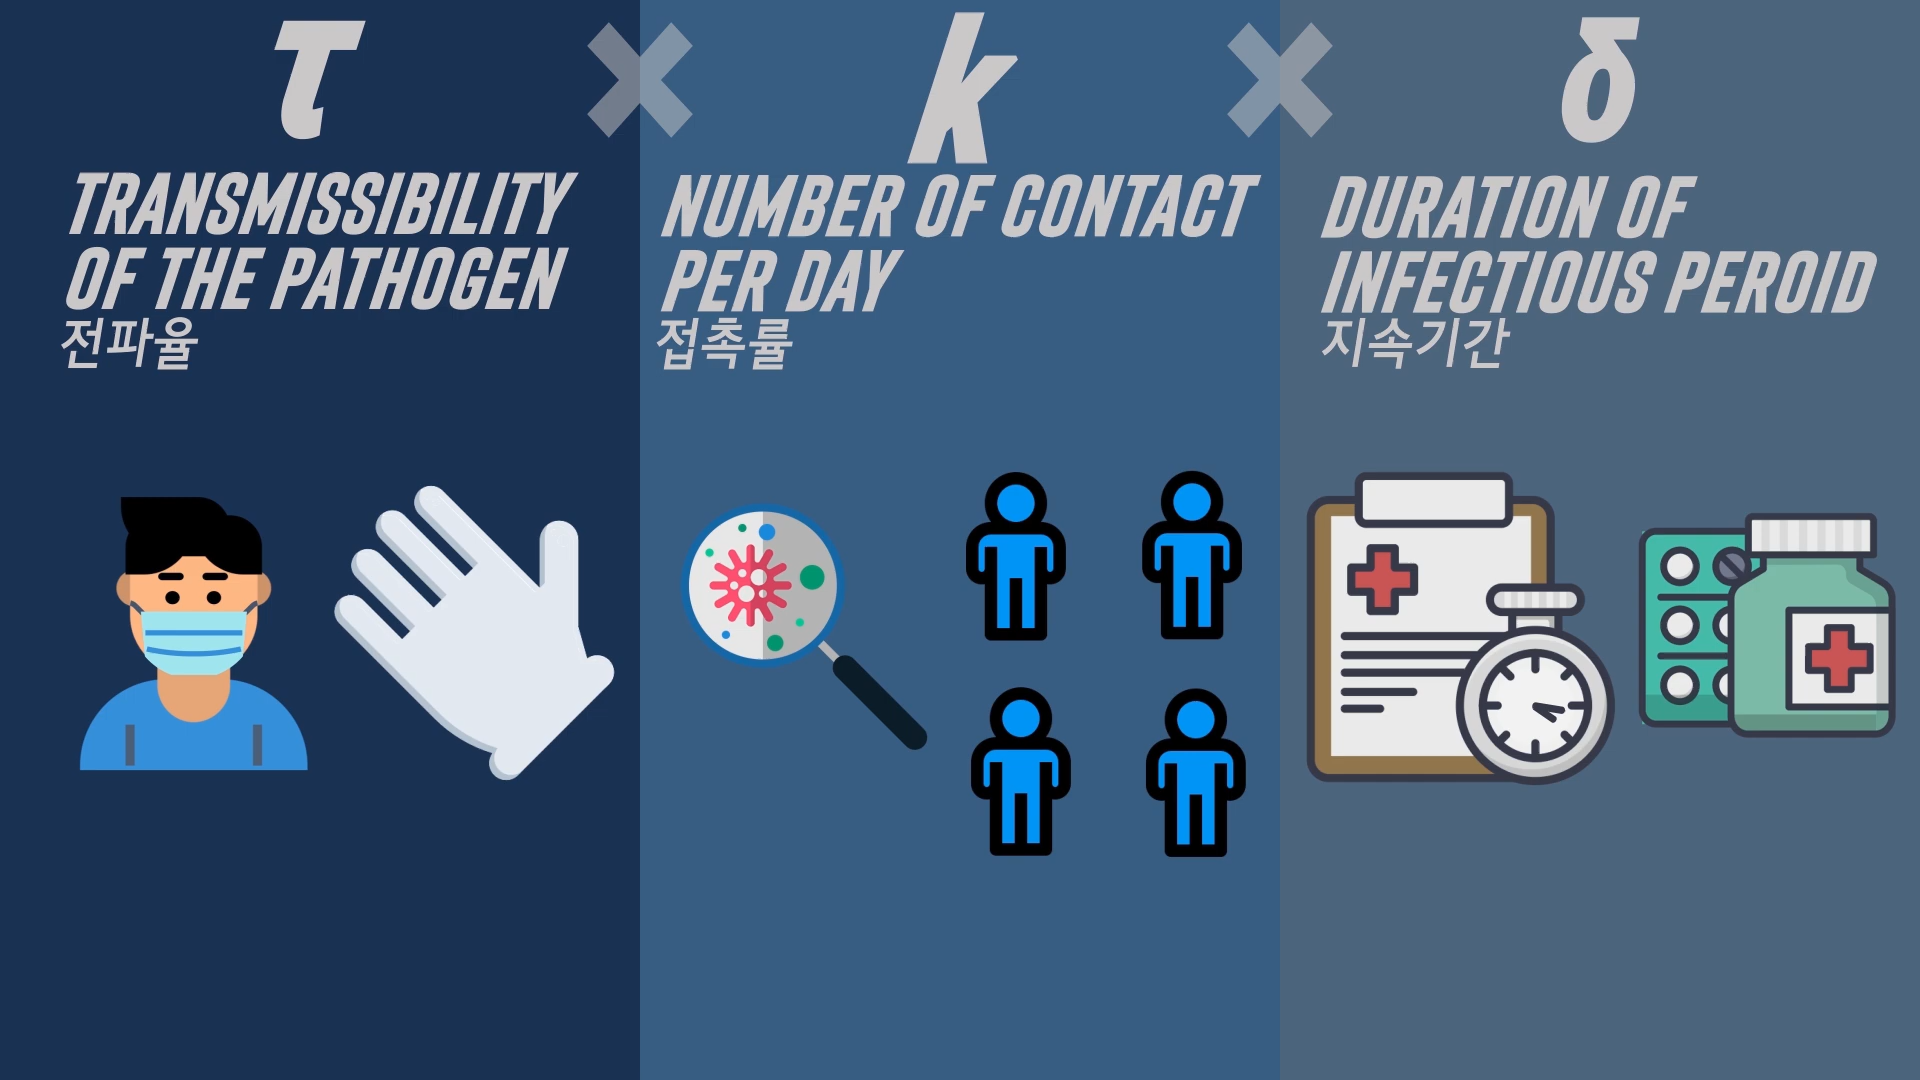 τ × k × δ
TRANSMISSIBILITY
OF THE PATHOGEN
전파율
NUMBER OF CONTACT
PER DAY
접촉률
DURATION OF
INFECTIOUS PEROID
지속기간